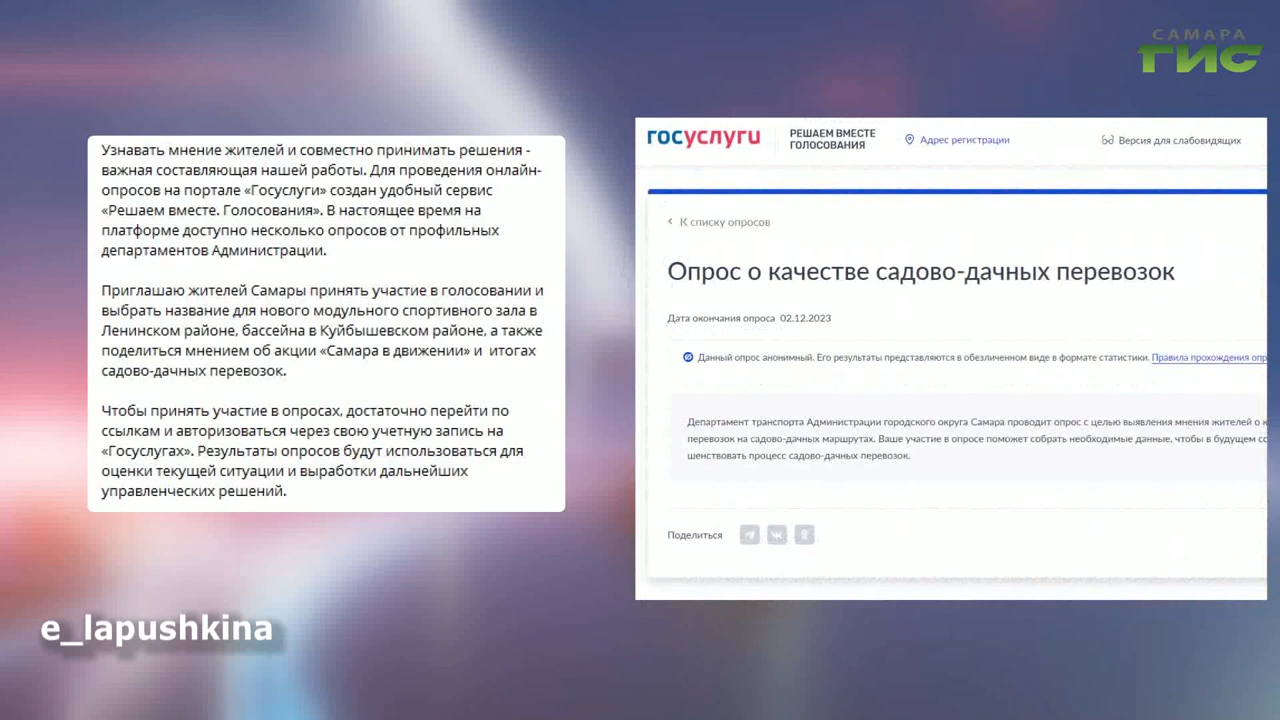 САМАРА
ГИС
Узнавать мнение жителей и совместно принимать решения -
важная составляющая нашей работы. Для проведения онлайн-
опросов на портале «Госуслуги» создан удобный сервис
«Решаем вместе. Голосования». В настоящее время на
платформе доступно несколько опросов от профильных
департаментов Администрации.
Приглашаю жителей Самары принять участие в голосовании и
выбрать название для нового модульного спортивного зала в
Ленинском районе, бассейна в Куйбышевском районе, а также
поделиться мнением об акции «Самара в движении» и итогах
садово-дачных перевозок.
Чтобы принять участие в опросах, достаточно перейти по
ссылкам и авторизоваться через свою учетную запись на
«Госуслугах». Результаты опросов будут использоваться для
оценки текущей ситуации и выработки дальнейших
управленческих решений.
e_lapushkina
госуслуги
РЕШАЕМ ВМЕСТЕ
ГОЛОСОВАНИЯ
Адрес регистрации
Версия для слабовидящих
К списку опросов
Опрос о качестве садово-дачных перевозок
Дата окончания опроса 02.12.2023
Данный опрос анонимный. Его результаты представляются в обезличенном виде в формате статистики. Правила прохождения опр
Департамент транспорта Администрации городского округа Самара проводит опрос с целью выявления мнения жителей о к
перевозок на садово-дачных маршрутах. Ваше участие в опросе поможет собрать необходимые данные, чтобы в будущем со
шенствовать процесс садово-дачных перевозок.
Поделиться